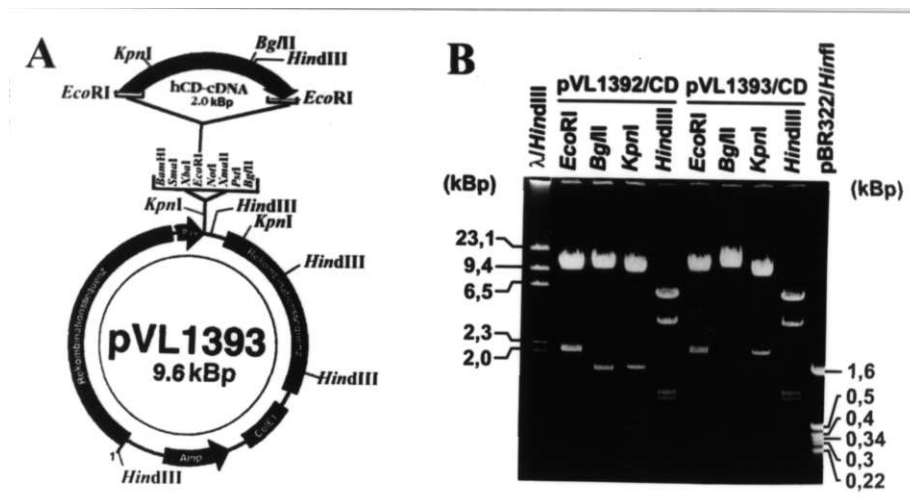 A
KpnI
BglII
HindIII
hCD-cDNA
2.0 kBp
EcoRI
EcoRI
BamHI
SmaI
XbaI
EcoRI
NotI
XmaIII
PstI
BglII
KpnI
HindIII
KpnI
Rekombinationssequenz
HindIII
pVL1393
9.6 kBp
HindIII
ColE1
Amp
1
HindIII
B
pVL1392/CD pVL1393/CD
λ/HindIII
EcoRI
BglII
KpnI
HindIII
EcoRI
BglII
KpnI
HindIII
pBR322/HinfI
(kBp) (kBp)
23,1
9,4
6,5
2,3
2,0
1,6
0,5
0,4
0,34
0,3
0,22